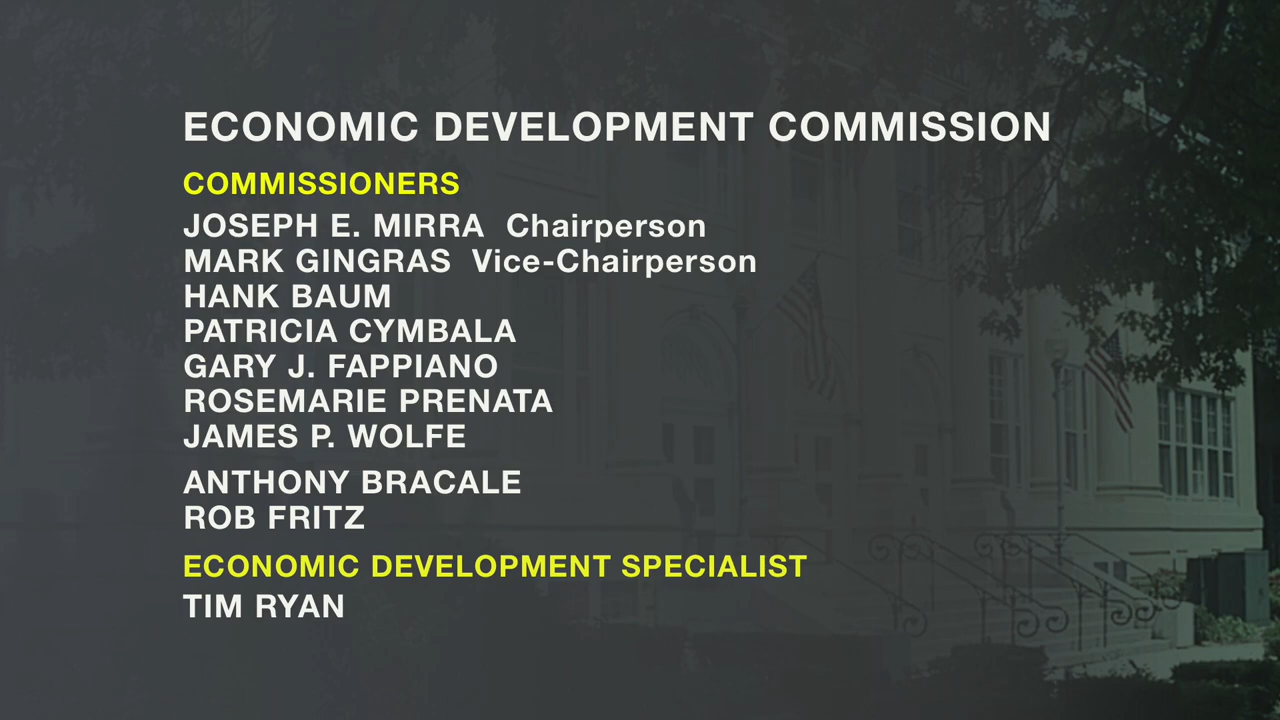 ECONOMIC DEVELOPMENT COMMISSION
COMMISSIONERS
JOSEPH E. MIRRA  Chairperson
MARK GINGRAS  Vice-Chairperson
HANK BAUM
PATRICIA CYMBALA
GARY J. FAPPIANO
ROSEMARIE PRENATA
JAMES P. WOLFE
ANTHONY BRACALE
ROB FRITZ
ECONOMIC DEVELOPMENT SPECIALIST
TIM RYAN